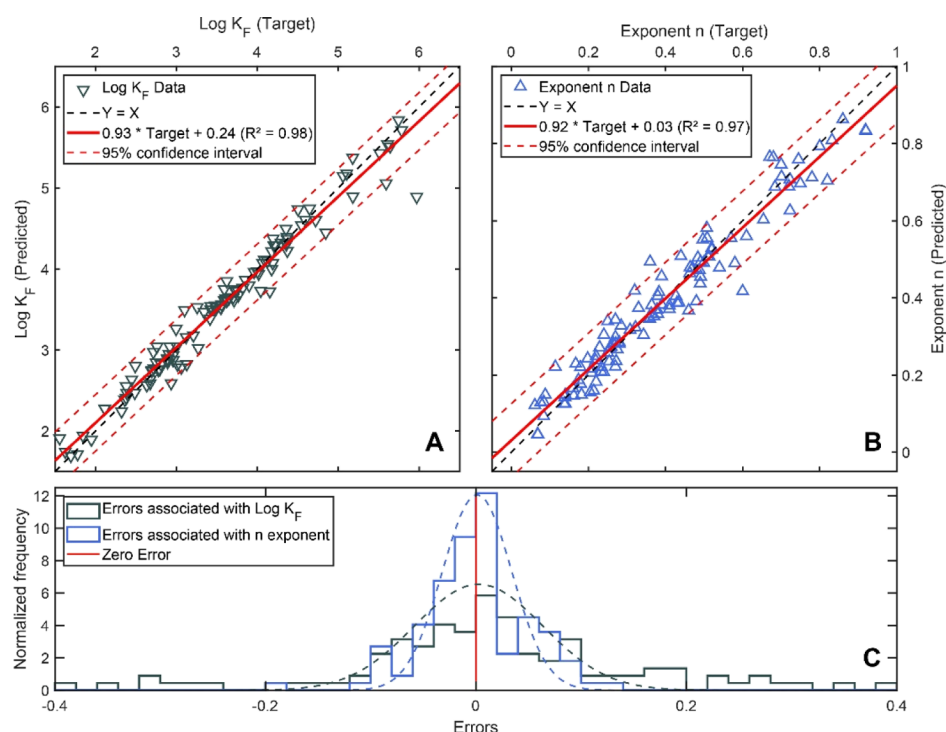 Log K_F (Target)
2 3 4 5 6
Log K_F (Predicted)
6
5
4
3
2
Log K_F Data
Y = X
0.93 * Target + 0.24 (R² = 0.98)
95% confidence interval
A
Exponent n (Target)
0 0.2 0.4 0.6 0.8 1
Exponent n Data
Y = X
0.92 * Target + 0.03 (R² = 0.97)
95% confidence interval
B
1
0.8
0.6
0.4
0.2
0
Exponent n (Predicted)
Normalized frequency
12
10
8
6
4
2
0
Errors associated with Log K_F
Errors associated with n exponent
Zero Error
C
-0.4 -0.2 0 0.2 0.4
Errors